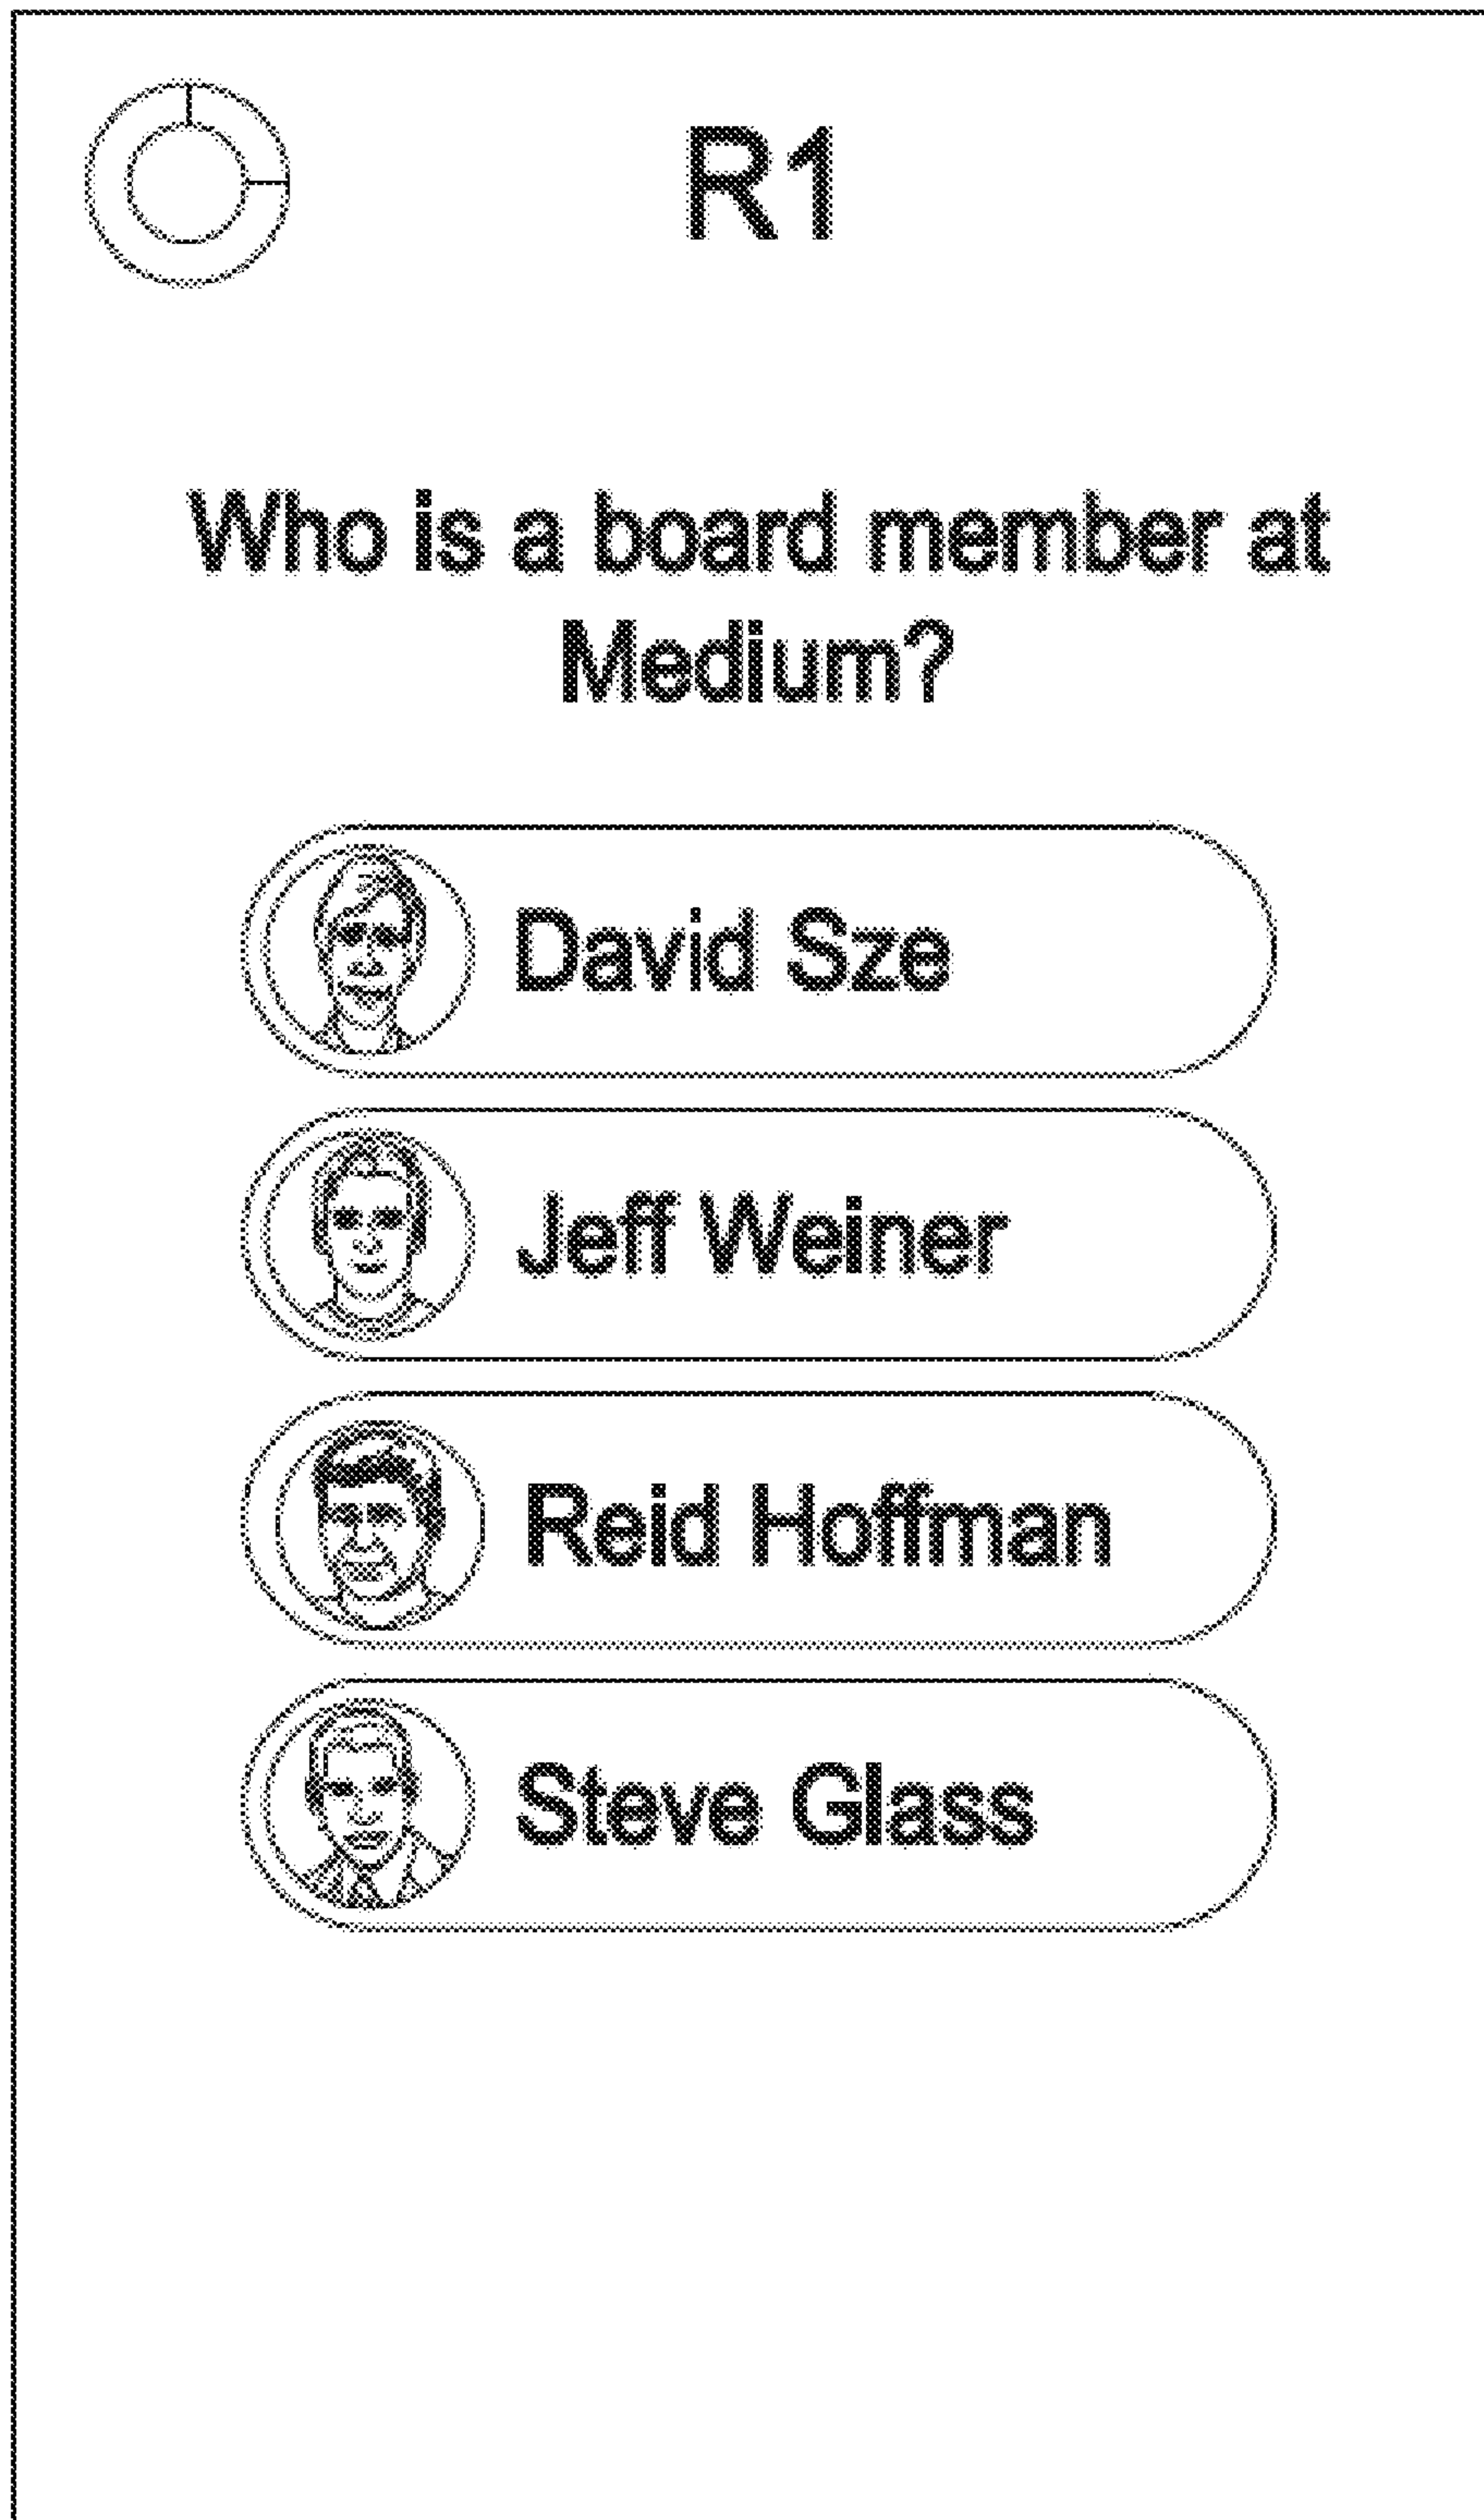 R1
Who is a board member at
Medium?
David Sze
Jeff Weiner
Reid Hoffman
Steve Glass